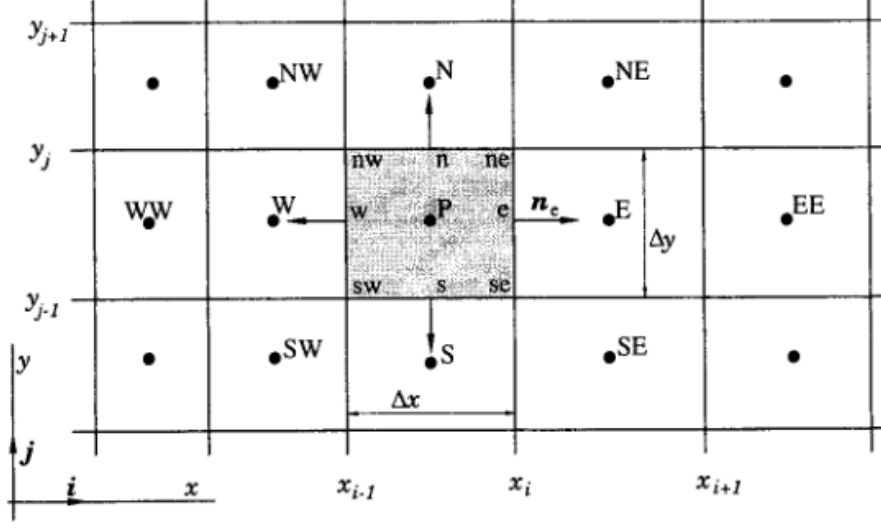 y_{j+1}
NW N NE
y_j
nw n ne
WW W w P e n_e E EE
Δy
sw s se
y_{j-1}
SW S SE
y
Δx
j
i x x_{i-1} x_i x_{i+1}